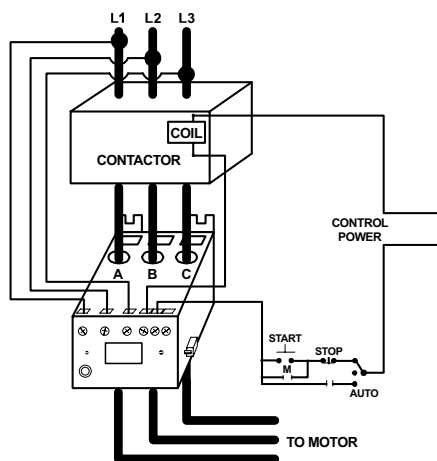 L1 L2 L3
COIL
CONTACTOR
CONTROL
POWER
A B C
START
STOP
M
AUTO
TO MOTOR